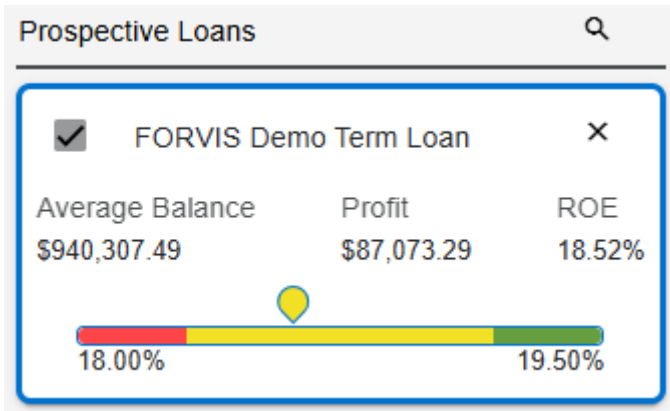 Prospective Loans
FORVIS Demo Term Loan
Average Balance Profit ROE
$940,307.49 $87,073.29 18.52%
18.00% 19.50%